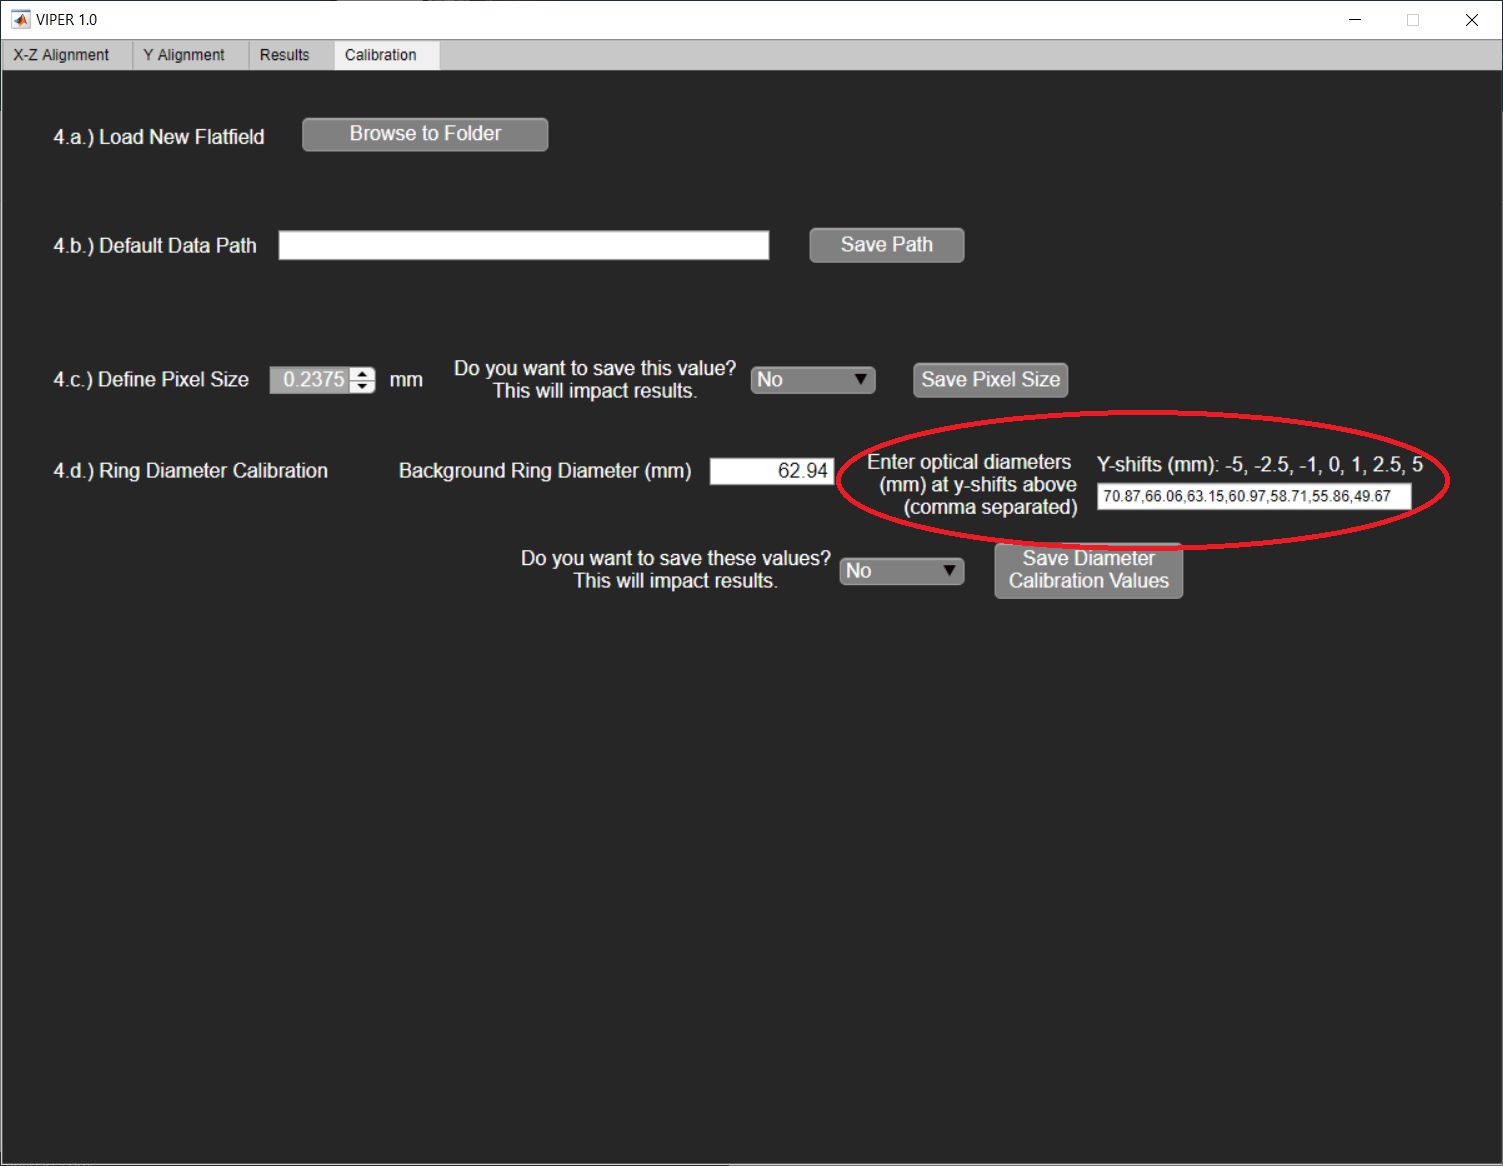 VIPER 1.0
X-Z Alignment Y Alignment Results Calibration
4.a.) Load New Flatfield Browse to Folder
4.b.) Default Data Path Save Path
4.c.) Define Pixel Size 0.2375 mm
Do you want to save this value?
This will impact results.
No
Save Pixel Size
4.d.) Ring Diameter Calibration Background Ring Diameter (mm) 62.94
Enter optical diameters
(mm) at y-shifts above
(comma separated)
Y-shifts (mm): -5, -2.5, -1, 0, 1, 2.5, 5
70.87,66.06,63.15,60.97,58.71,55.86,49.67
Do you want to save these values?
This will impact results.
No
Save Diameter
Calibration Values